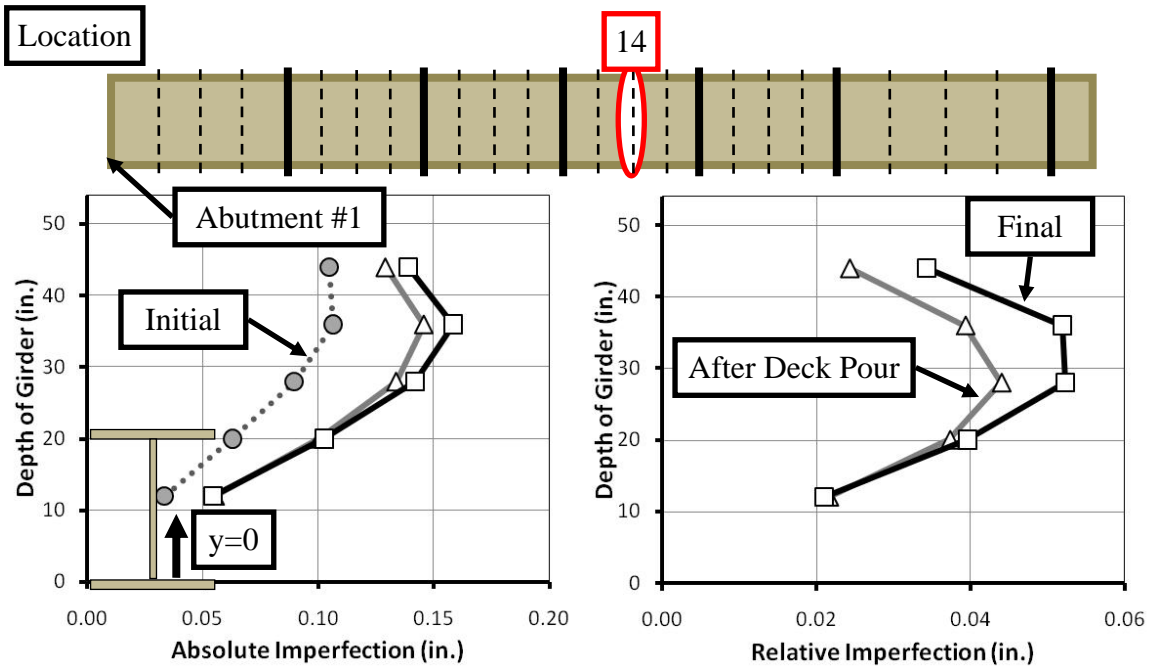 Location
14
Abutment #1
Initial
y=0
Depth of Girder (in.)
50
40
30
20
10
0
0.00 0.05 0.10 0.15 0.20
Absolute Imperfection (in.)
Final
After Deck Pour
Depth of Girder (in.)
50
40
30
20
10
0
0.00 0.02 0.04 0.06
Relative Imperfection (in.)